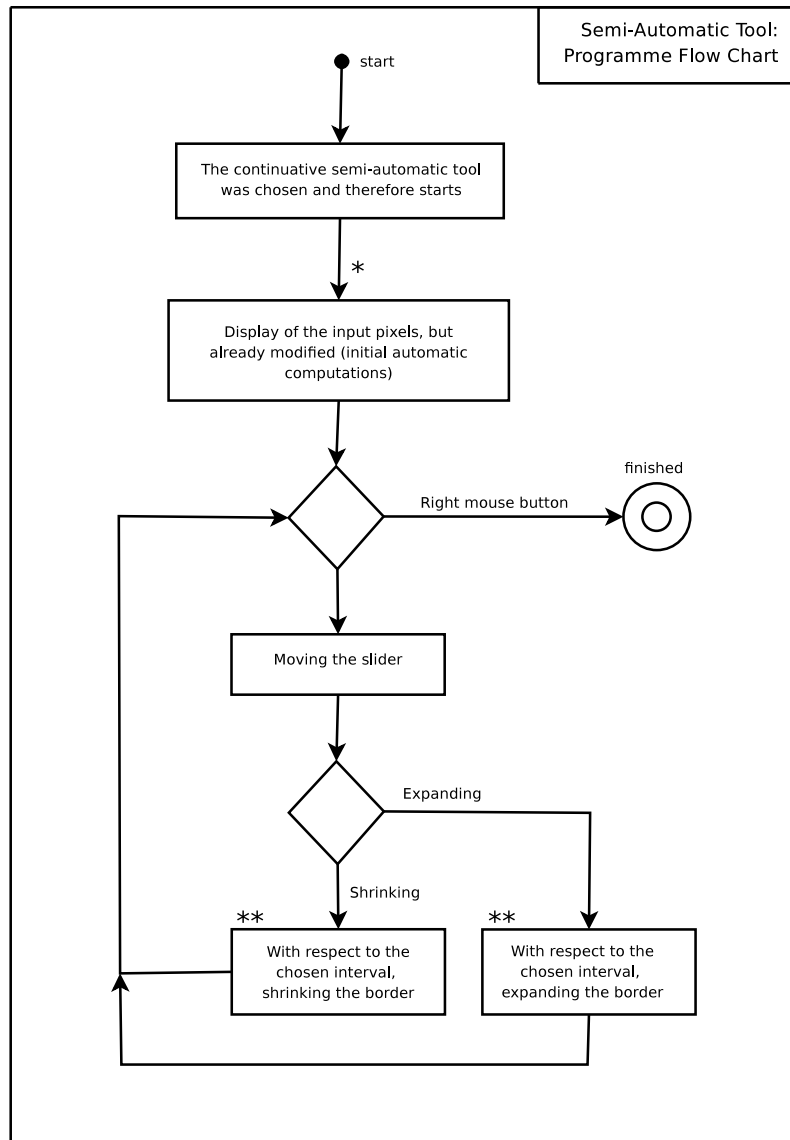 Semi-Automatic Tool:
Programme Flow Chart
start
The continuative semi-automatic tool
was chosen and therefore starts
*
Display of the input pixels, but
already modified (initial automatic
computations)
finished
Right mouse button
Moving the slider
Expanding
Shrinking
**
With respect to the
chosen interval,
shrinking the border
**
With respect to the
chosen interval,
expanding the border